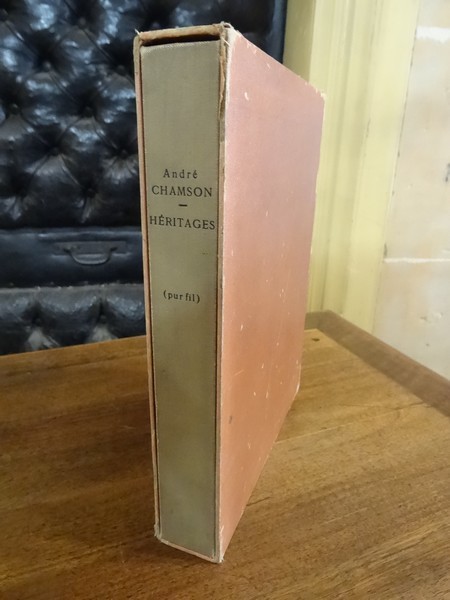 André
CHAMSON
HÉRITAGES
(pur fil)